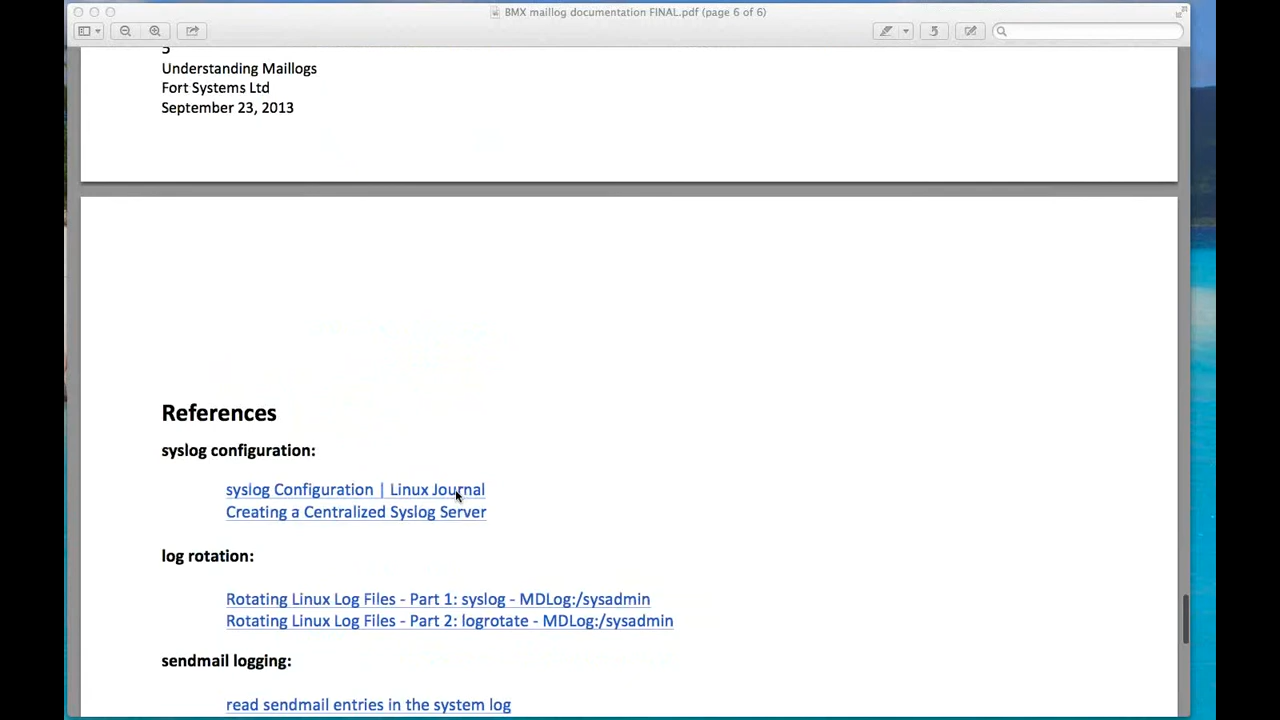 BMX maillog documentation FINAL.pdf (page 6 of 6)
5
Understanding Maillogs
Fort Systems Ltd
September 23, 2013
References
syslog configuration:
syslog Configuration | Linux Journal
Creating a Centralized Syslog Server
log rotation:
Rotating Linux Log Files - Part 1: syslog - MDLog:/sysadmin
Rotating Linux Log Files - Part 2: logrotate - MDLog:/sysadmin
sendmail logging:
read sendmail entries in the system log